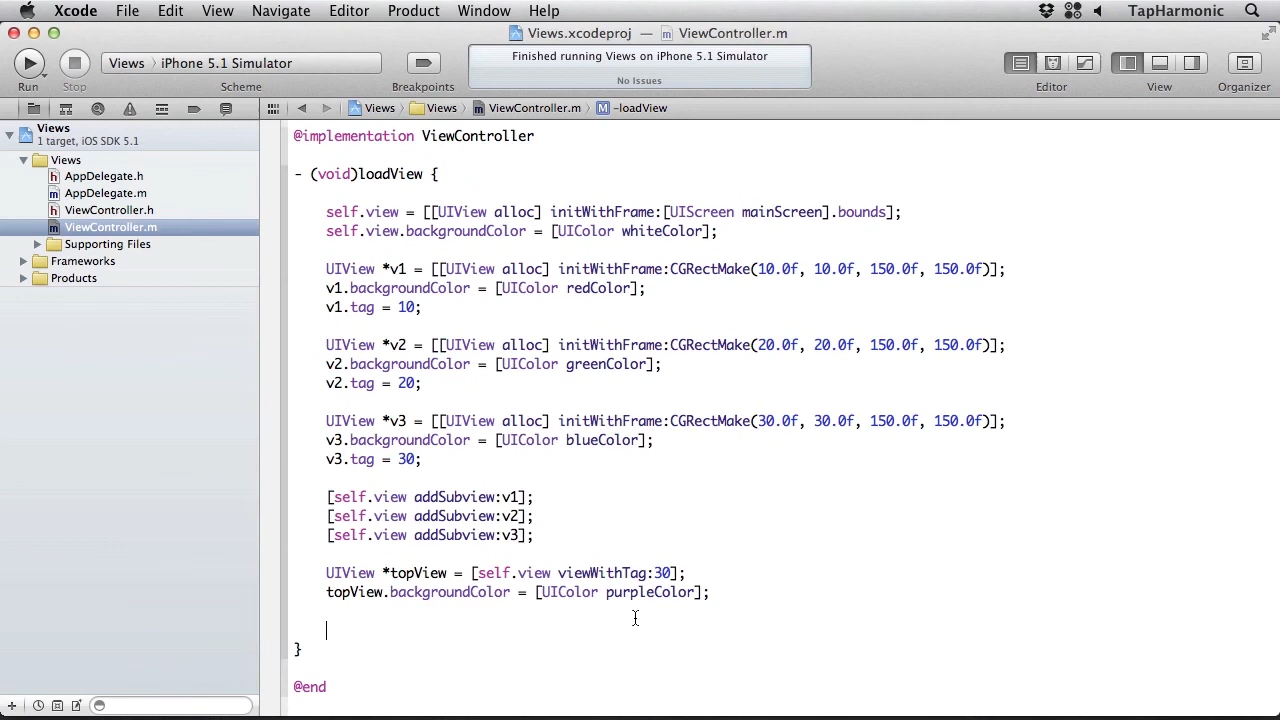 Xcode File Edit View Navigate Editor Product Window Help TapHarmonic
Views.xcodeproj — ViewController.m
Run Stop Views iPhone 5.1 Simulator Scheme Breakpoints Finished running Views on iPhone 5.1 Simulator
No Issues
Editor View Organizer
Views Views ViewController.m -loadView
Views
1 target, iOS SDK 5.1
Views
AppDelegate.h
AppDelegate.m
ViewController.h
ViewController.m
Supporting Files
Frameworks
Products
@implementation ViewController
- (void)loadView {
self.view = [[UIView alloc] initWithFrame:[UIScreen mainScreen].bounds];
self.view.backgroundColor = [UIColor whiteColor];
UIView *v1 = [[UIView alloc] initWithFrame:CGRectMake(10.0f, 10.0f, 150.0f, 150.0f)];
v1.backgroundColor = [UIColor redColor];
v1.tag = 10;
UIView *v2 = [[UIView alloc] initWithFrame:CGRectMake(20.0f, 20.0f, 150.0f, 150.0f)];
v2.backgroundColor = [UIColor greenColor];
v2.tag = 20;
UIView *v3 = [[UIView alloc] initWithFrame:CGRectMake(30.0f, 30.0f, 150.0f, 150.0f)];
v3.backgroundColor = [UIColor blueColor];
v3.tag = 30;
[self.view addSubview:v1];
[self.view addSubview:v2];
[self.view addSubview:v3];
UIView *topView = [self.view viewWithTag:30];
topView.backgroundColor = [UIColor purpleColor];
}
@end